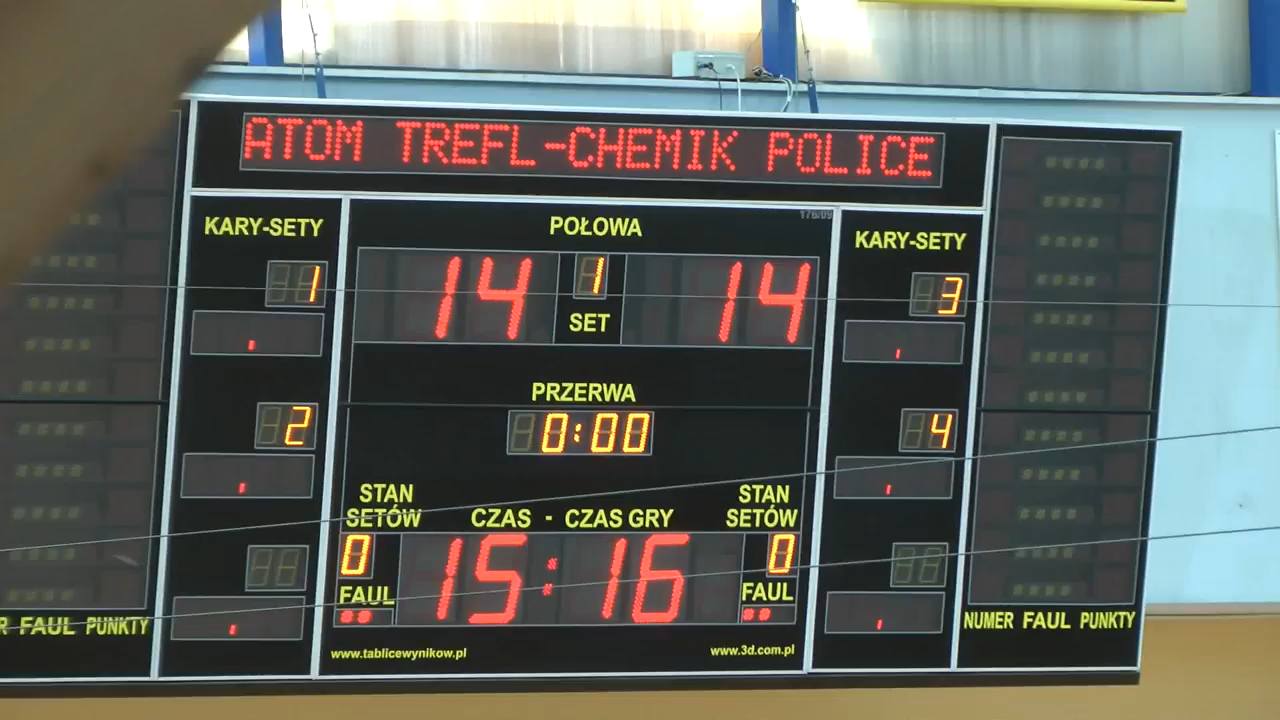 ATOM TREFL-CHEMIK POLICE
176/09
KARY-SETY
POŁOWA
KARY-SETY
1
14
1
14
3
SET
PRZERWA
2
0:00
4
STAN SETÓW
CZAS - CZAS GRY
STAN SETÓW
0
15:16
0
FAUL
FAUL
FAUL PUNKTY
NUMER FAUL PUNKTY
www.tablicewynikow.pl
www.3d.com.pl